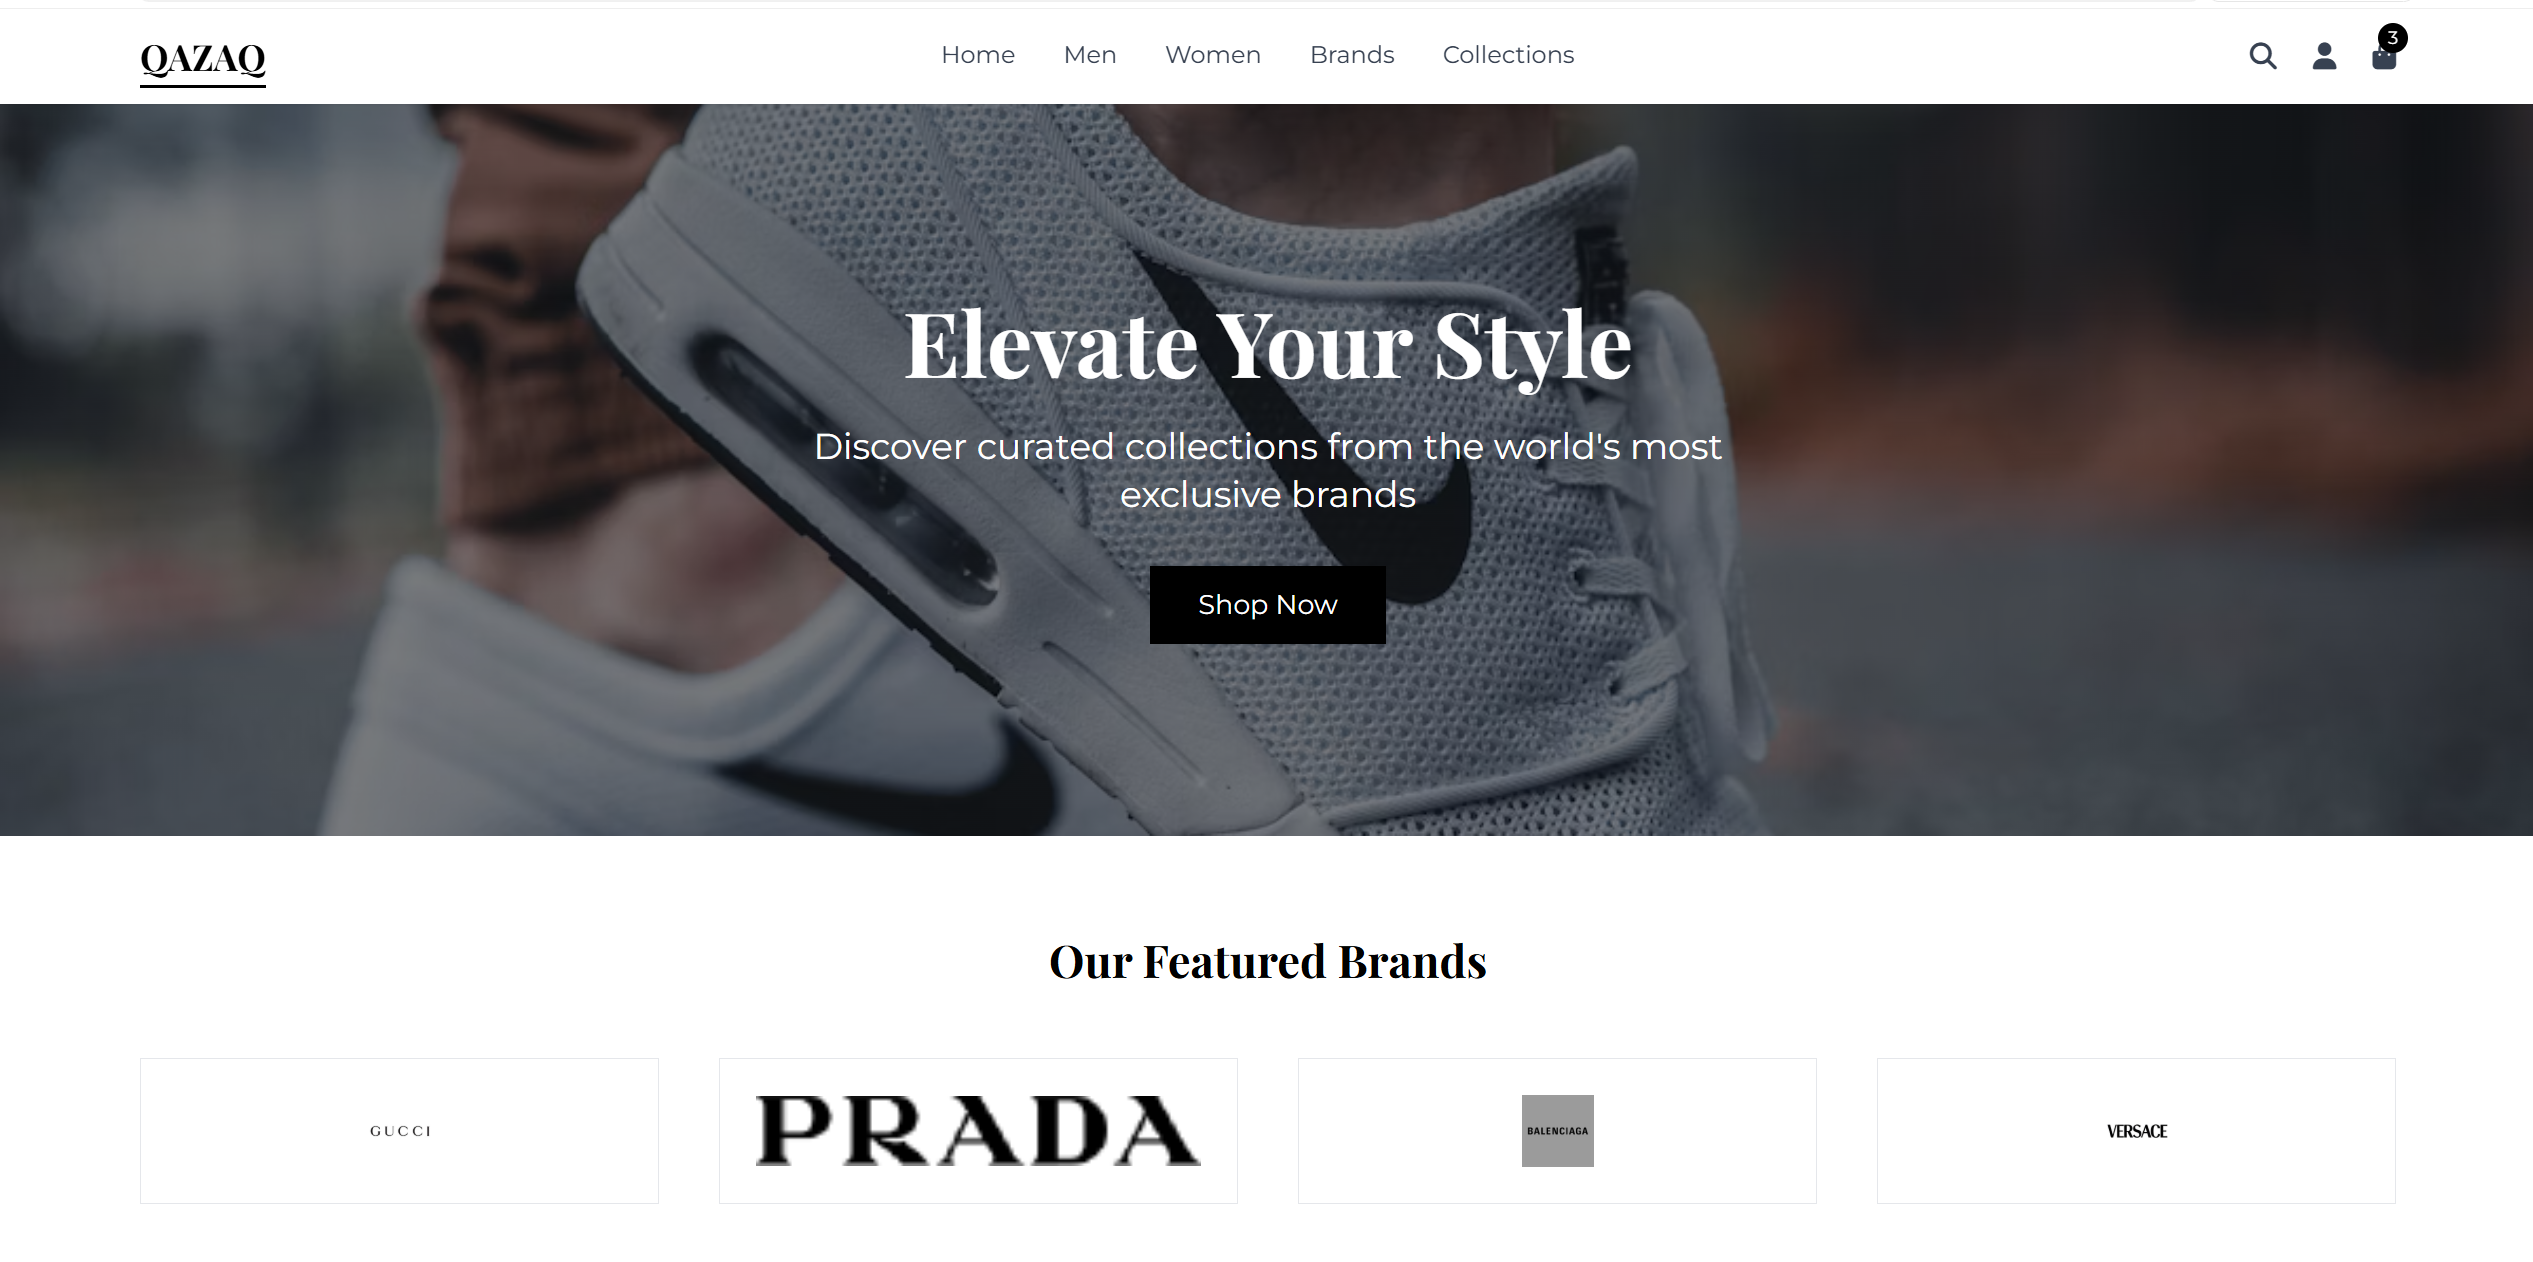 QAZAQ
Home Men Women Brands Collections
3
Elevate Your Style
Discover curated collections from the world's most
exclusive brands
Shop Now
Our Featured Brands
GUCCI
PRADA
BALENCIAGA
VERSACE